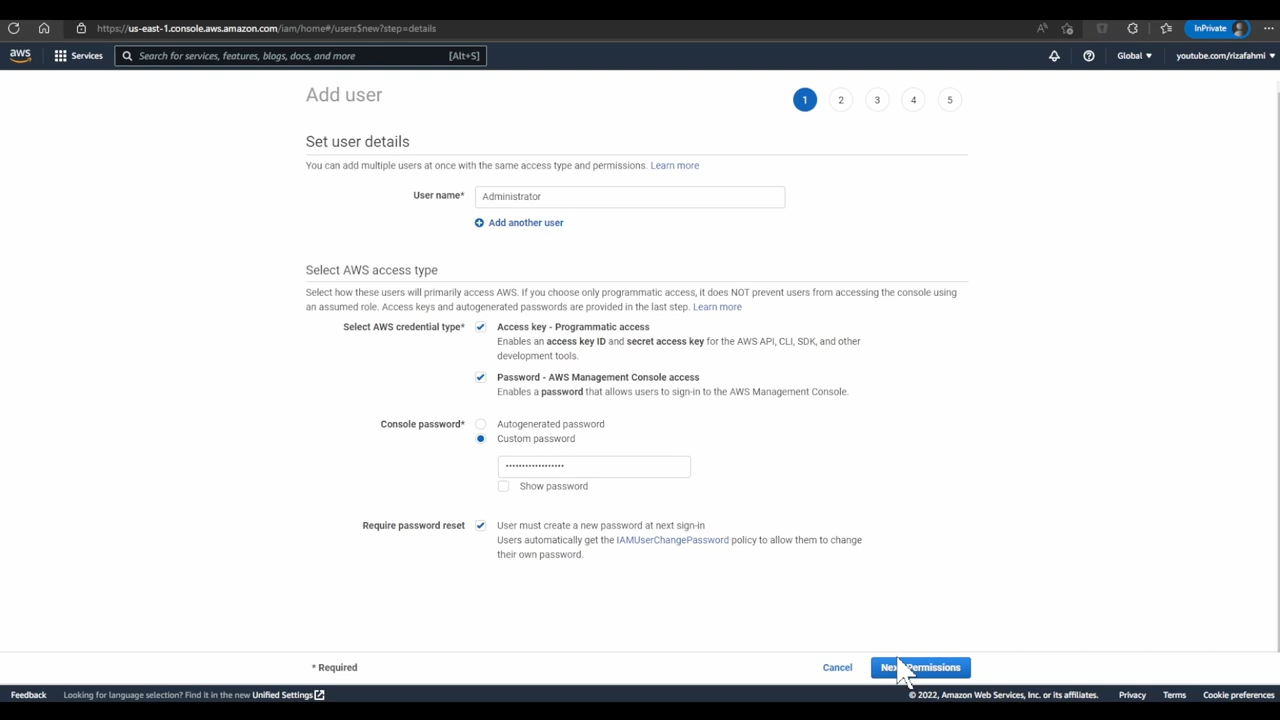 https://us-east-1.console.aws.amazon.com/iam/home#/users$new?step=details
InPrivate
aws
Services
Search for services, features, blogs, docs, and more
[Alt+S]
Global
youtube.com/rizafahmi
Add user
1
2
3
4
5
Set user details
You can add multiple users at once with the same access type and permissions. Learn more
User name*
Administrator
Add another user
Select AWS access type
Select how these users will primarily access AWS. If you choose only programmatic access, it does NOT prevent users from accessing the console using
an assumed role. Access keys and autogenerated passwords are provided in the last step. Learn more
Select AWS credential type*
Access key - Programmatic access
Enables an access key ID and secret access key for the AWS API, CLI, SDK, and other
development tools.
Password - AWS Management Console access
Enables a password that allows users to sign-in to the AWS Management Console.
Console password*
Autogenerated password
Custom password
•••••••••••••••••
Show password
Require password reset
User must create a new password at next sign-in
Users automatically get the IAMUserChangePassword policy to allow them to change
their own password.
* Required
Cancel
Permissions
Feedback
Looking for language selection? Find it in the new Unified Settings
© 2022, Amazon Web Services, Inc. or its affiliates.
Privacy
Terms
Cookie preferences